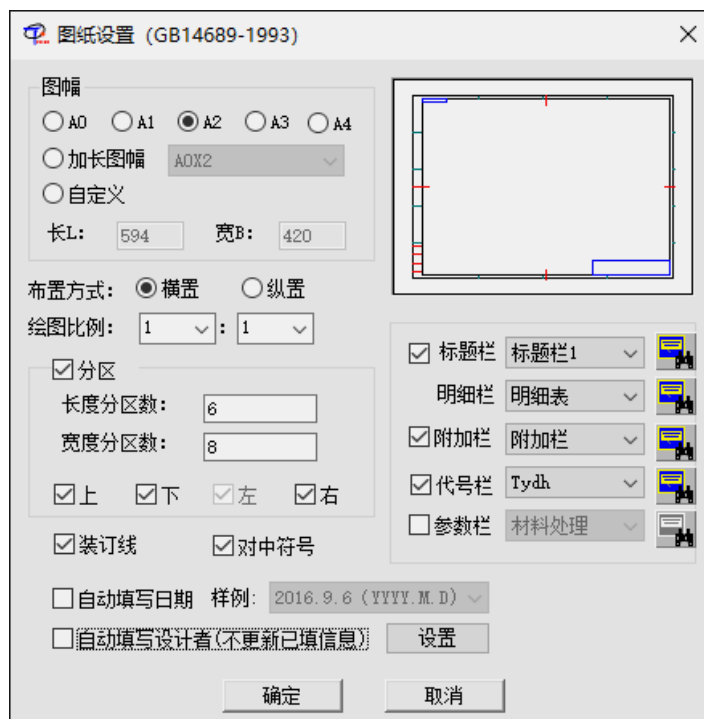 图纸设置 (GB14689-1993)
图幅
A0 A1 A2 A3 A4
加长图幅 A0X2
自定义
长L: 594 宽B: 420
布置方式: 横置 纵置
绘图比例: 1 : 1
分区
长度分区数: 6
宽度分区数: 8
上 下 左 右
装订线 对中符号
标题栏 标题栏1
明细栏 明细表
附加栏 附加栏
代号栏 Tydh
参数栏 材料处理
自动填写日期 样例: 2016.9.6 (YYYY.M.D)
自动填写设计者(不更新已填信息) 设置
确定 取消